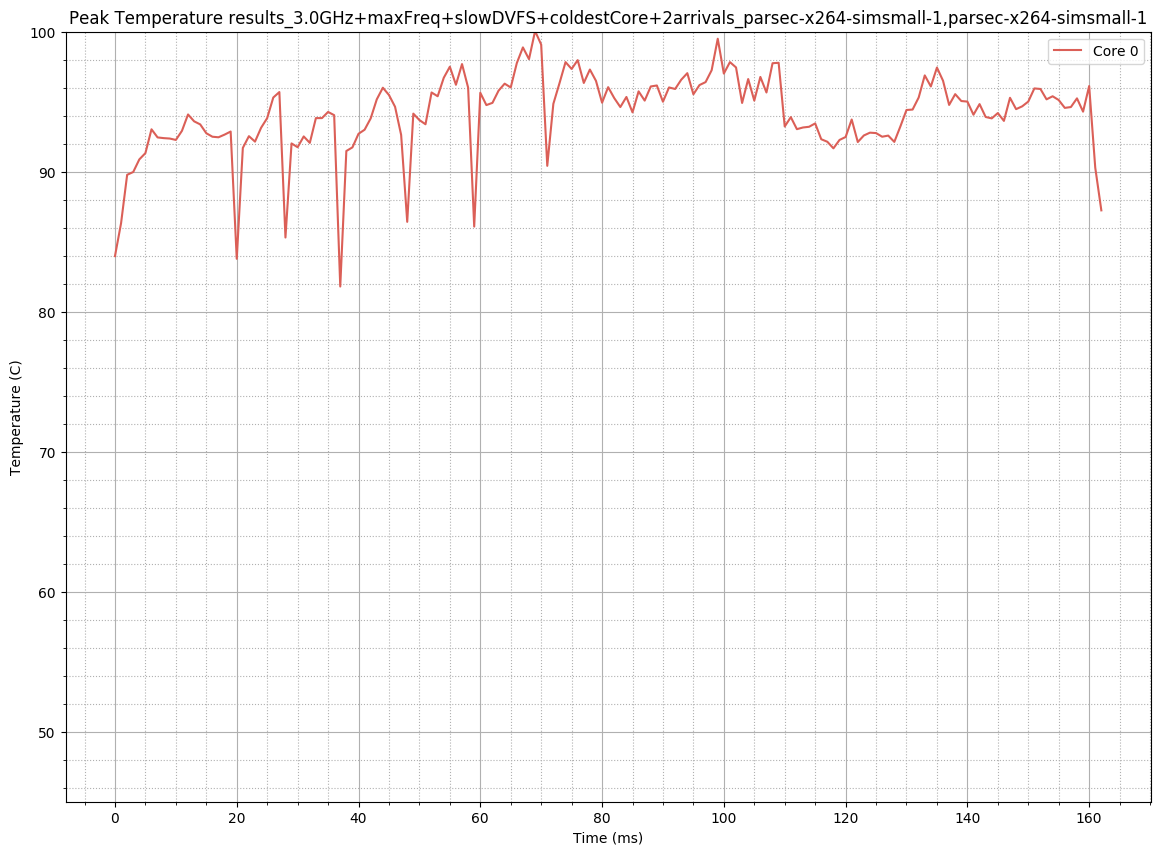 Peak Temperature results_3.0GHz+maxFreq+slowDVFS+coldestCore+2arrivals_parsec-x264-simsmall-1,parsec-x264-simsmall-1
Core 0
100
90
80
70
60
50
Temperature (C)
0 20 40 60 80 100 120 140 160
Time (ms)